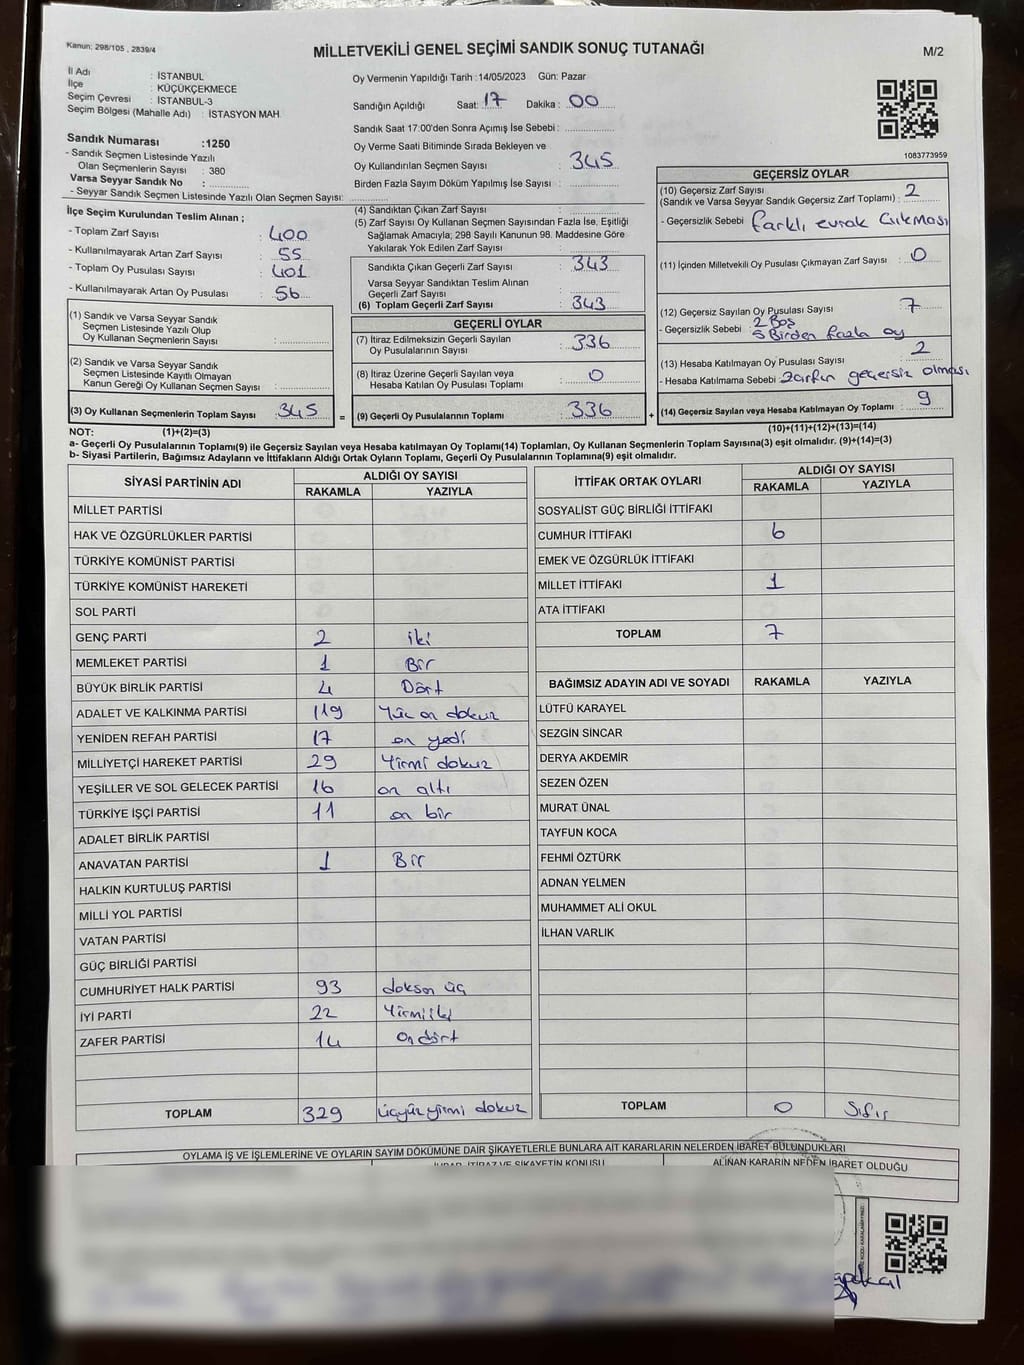 Kanun: 298/105 , 2839/4
MİLLETVEKİLİ GENEL SEÇİMİ SANDIK SONUÇ TUTANAĞI
M/2
İl Adı : İSTANBUL
İlçe : KÜÇÜKÇEKMECE
Seçim Çevresi : İSTANBUL-3
Seçim Bölgesi (Mahalle Adı) : İSTASYON MAH
Sandık Numarası :1250
- Sandık Seçmen Listesinde Yazılı
Olan Seçmenlerin Sayısı : 380
Varsa Seyyar Sandık No :
- Seyyar Sandık Seçmen Listesinde Yazılı Olan Seçmen Sayısı:
Oy Vermenin Yapıldığı Tarih :14/05/2023 Gün: Pazar
Sandığın Açıldığı Saat: 17 Dakika : 00
Sandık Saat 17:00'den Sonra Açımış İse Sebebi :
Oy Verme Saati Bitiminde Sırada Bekleyen ve
Oy Kullandırılan Seçmen Sayısı : 345
Birden Fazla Sayım Döküm Yapılmış İse Sayısı :
1083773959
İlçe Seçim Kurulundan Teslim Alınan ;
- Toplam Zarf Sayısı : 400
- Kullanılmayarak Artan Zarf Sayısı : 55
- Toplam Oy Pusulası Sayısı : 401
- Kullanılmayarak Artan Oy Pusulası : 56
(1) Sandık ve Varsa Seyyar Sandık
Seçmen Listesinde Yazılı Olup
Oy Kullanan Seçmenlerin Sayısı :
(2) Sandık ve Varsa Seyyar Sandık
Seçmen Listesinde Kayıtlı Olmayan
Kanun Gereği Oy Kullanan Seçmen Sayısı :
(3) Oy Kullanan Seçmenlerin Toplam Sayısı : 345 =
(4) Sandıktan Çıkan Zarf Sayısı :
(5) Zarf Sayısı Oy Kullanan Seçmen Sayısından Fazla İse, Eşitliği
Sağlamak Amacıyla; 298 Sayılı Kanunun 98. Maddesine Göre
Yakılarak Yok Edilen Zarf Sayısı :
Sandıkta Çıkan Geçerli Zarf Sayısı : 343
Varsa Seyyar Sandıktan Teslim Alınan
Geçerli Zarf Sayısı :
(6) Toplam Geçerli Zarf Sayısı : 343
GEÇERLİ OYLAR
(7) İtiraz Edilmeksizin Geçerli Sayılan
Oy Pusulalarının Sayısı : 336
(8) İtiraz Üzerine Geçerli Sayılan veya
Hesaba Katılan Oy Pusulası Toplamı : 0
(9) Geçerli Oy Pusulalarının Toplamı : 336 +
GEÇERSİZ OYLAR
(10) Geçersiz Zarf Sayısı
(Sandık ve Varsa Seyyar Sandık Geçersiz Zarf Toplamı) : 2
- Geçersizlik Sebebi : farklı evrak Çıkması
(11) İçinden Milletvekili Oy Pusulası Çıkmayan Zarf Sayısı : 0
(12) Geçersiz Sayılan Oy Pusulası Sayısı : 7
- Geçersizlik Sebebi : 2 Boş
5 Birden fazla oy
(13) Hesaba Katılmayan Oy Pusulası Sayısı : 2
- Hesaba Katılmama Sebebi : zarfın geçersiz olması
(14) Geçersiz Sayılan veya Hesaba Katılmayan Oy Toplamı : 9
NOT: (1)+(2)=(3)
(10)+(11)+(12)+(13)=(14)
a- Geçerli Oy Pusulalarının Toplamı(9) ile Geçersiz Sayılan veya Hesaba katılmayan Oy Toplamı(14) Toplamları, Oy Kullanan Seçmenlerin Toplam Sayısına(3) eşit olmalıdır. (9)+(14)=(3)
b- Siyasi Partilerin, Bağımsız Adayların ve İttifakların Aldığı Ortak Oyların Toplamı, Geçerli Oy Pusulalarının Toplamına(9) eşit olmalıdır.
SİYASİ PARTİNİN ADI ALDIĞI OY SAYISI
RAKAMLA YAZIYLA
MİLLET PARTİSİ
HAK VE ÖZGÜRLÜKLER PARTİSİ
TÜRKİYE KOMÜNİST PARTİSİ
TÜRKİYE KOMÜNİST HAREKETİ
SOL PARTİ
GENÇ PARTİ 2 iki
MEMLEKET PARTİSİ 1 Bir
BÜYÜK BİRLİK PARTİSİ 4 Dört
ADALET VE KALKINMA PARTİSİ 119 Yüz on dokuz
YENİDEN REFAH PARTİSİ 17 on yedi
MİLLİYETÇİ HAREKET PARTİSİ 29 Yirmi dokuz
YEŞİLLER VE SOL GELECEK PARTİSİ 16 on altı
TÜRKİYE İŞÇİ PARTİSİ 11 on bir
ADALET BİRLİK PARTİSİ
ANAVATAN PARTİSİ 1 Bir
HALKIN KURTULUŞ PARTİSİ
MİLLİ YOL PARTİSİ
VATAN PARTİSİ
GÜÇ BİRLİĞİ PARTİSİ
CUMHURİYET HALK PARTİSİ 93 doksan üç
İYİ PARTİ 22 Yirmiiki
ZAFER PARTİSİ 14 Ondört
TOPLAM 329 üçyüz yirmi dokuz
İTTİFAK ORTAK OYLARI ALDIĞI OY SAYISI
RAKAMLA YAZIYLA
SOSYALİST GÜÇ BİRLİĞİ İTTİFAKI
CUMHUR İTTİFAKI 6
EMEK VE ÖZGÜRLÜK İTTİFAKI
MİLLET İTTİFAKI 1
ATA İTTİFAKI
TOPLAM 7
BAĞIMSIZ ADAYIN ADI VE SOYADI RAKAMLA YAZIYLA
LÜTFÜ KARAYEL
SEZGİN SİNCAR
DERYA AKDEMİR
SEZEN ÖZEN
MURAT ÜNAL
TAYFUN KOCA
FEHMİ ÖZTÜRK
ADNAN YELMEN
MUHAMMET ALİ OKUL
İLHAN VARLIK
TOPLAM 0 Sıfır
OYLAMA İŞ VE İŞLEMLERİNE VE OYLARIN SAYIM DÖKÜMÜNE DAİR ŞİKAYETLERLE BUNLARA AİT KARARLARIN NELERDEN İBARET BULUNDUKLARI
İTİRAZ VE ŞİKAYETİN KONUSU ALINAN KARARIN NEDEN İBARET OLDUĞU